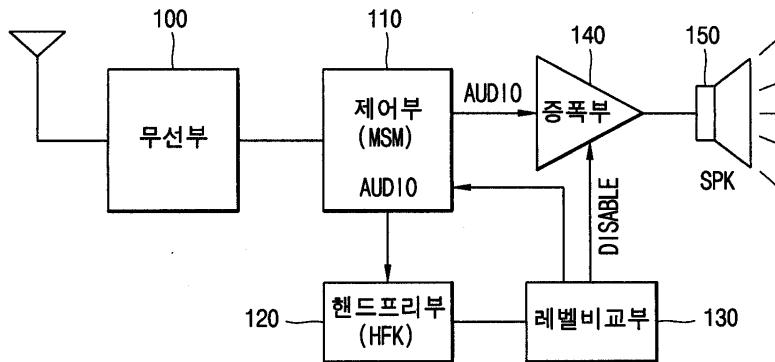 100
110
140
150
무선부
제어부
(MSM)
AUDIO
AUDIO
증폭부
SPK
DISABLE
120
핸드프리부
(HFK)
레벨비교부
130